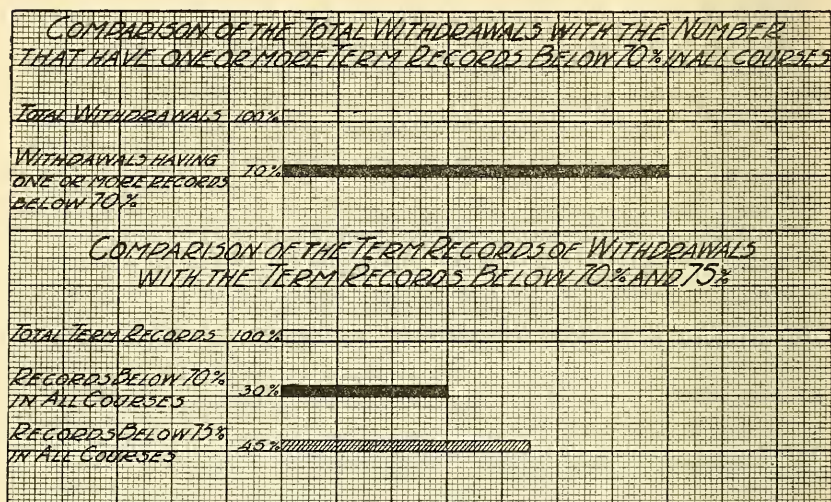 COMPARISON OF THE TOTAL WITHDRAWALS WITH THE NUMBER
THAT HAVE ONE OR MORE TERM RECORDS BELOW 70% IN ALL COURSES
TOTAL WITHDRAWALS 100%
WITHDAWALS HAVING
ONE OR MORE RECORDS
BELOW 70%
70%
COMPARISON OF THE TERM RECORDS OF WITHDRAWALS
WITH THE TERM RECORDS BELOW 70% AND 75%
TOTAL TERM RECORDS 100%
RECORDS BELOW 70%
IN ALL COURSES
30%
RECORDS BELOW 75%
IN ALL COURSES
45%